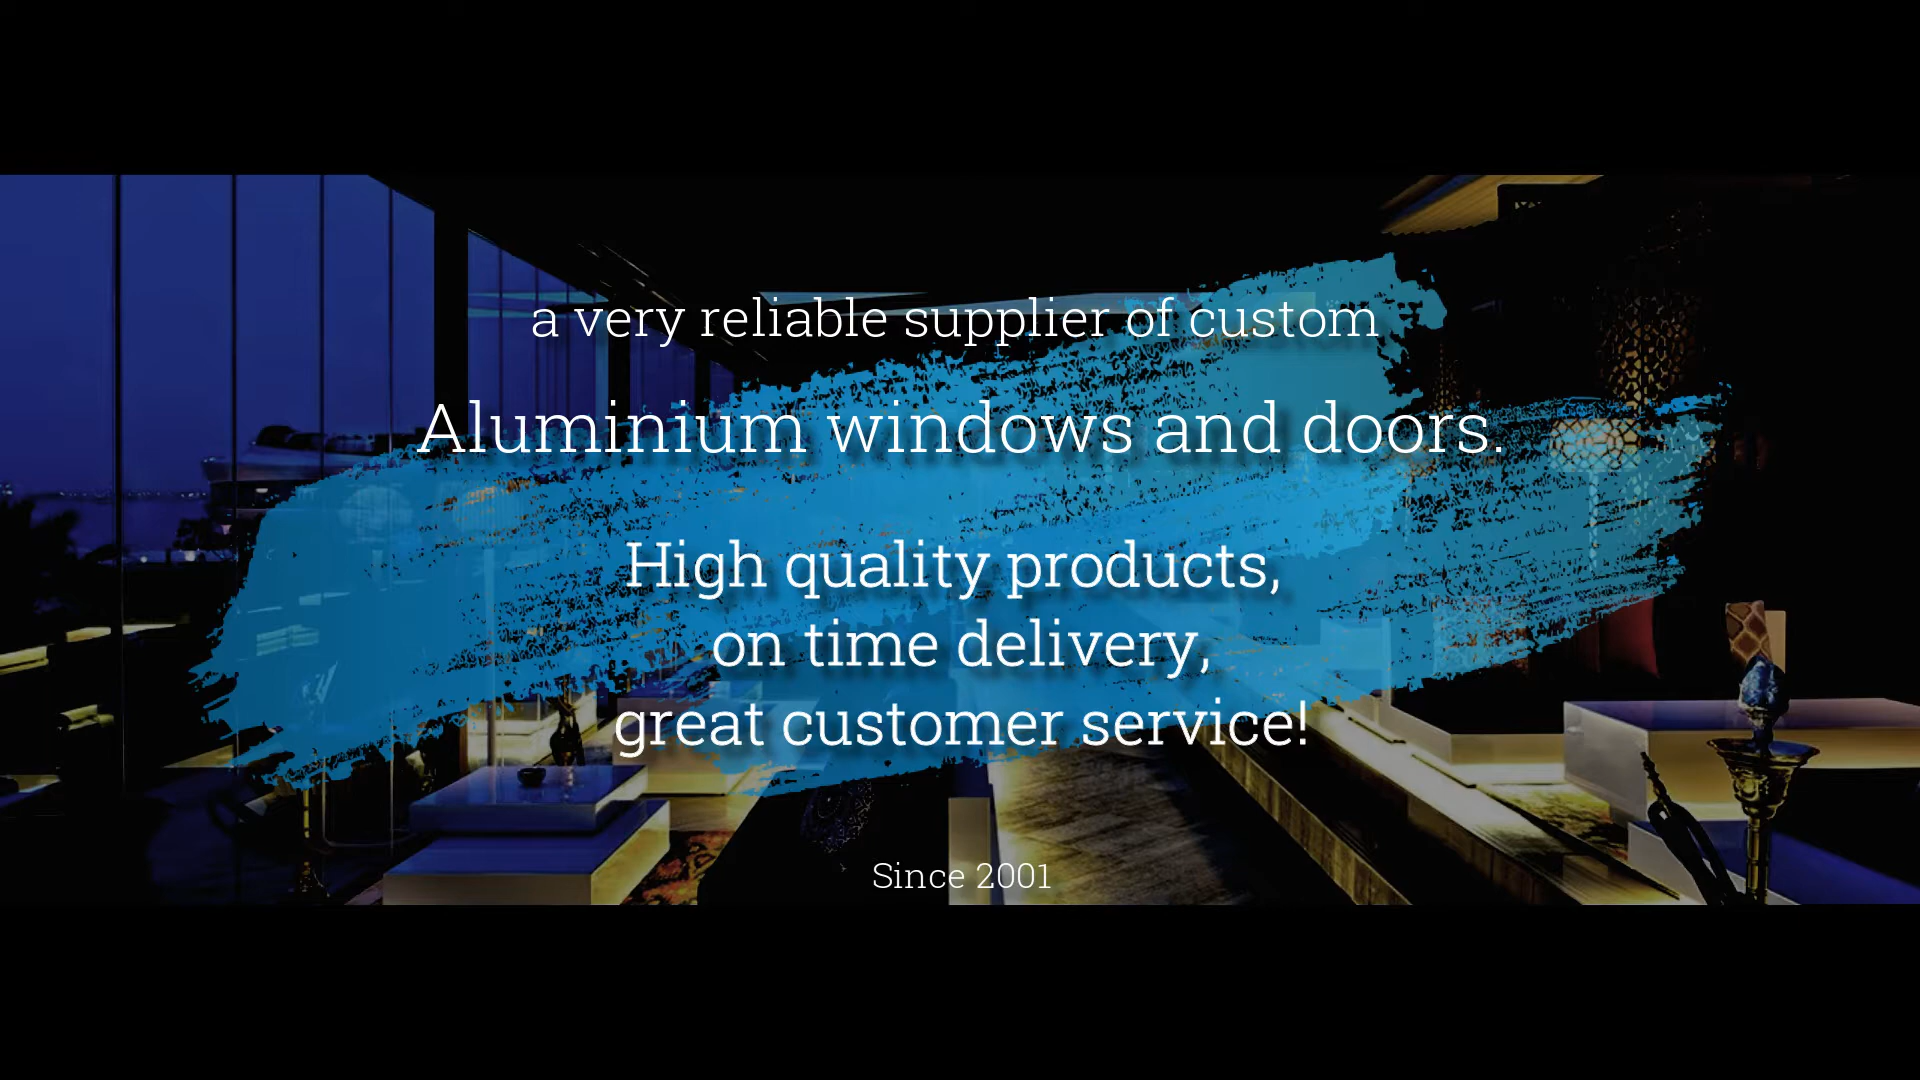 a very reliable supplier of custom
Aluminium windows and doors.
High quality products,
on time delivery,
great customer service!
Since 2001